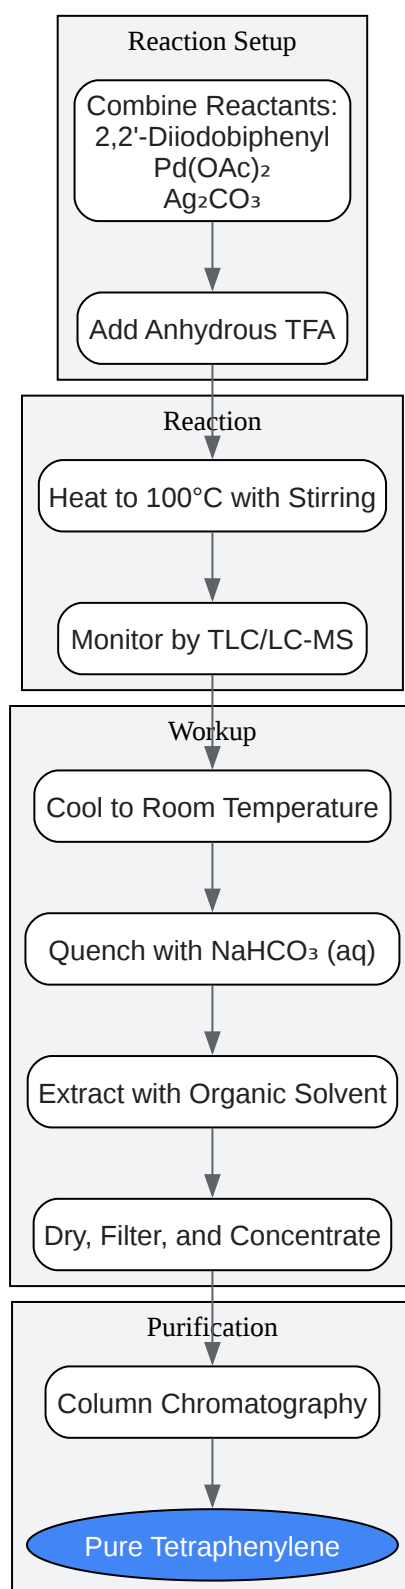 Reaction Setup
Combine Reactants:
2,2'-Diiodobiphenyl
Pd(OAc)₂
Ag₂CO₃
Add Anhydrous TFA
Reaction
Heat to 100°C with Stirring
Monitor by TLC/LC-MS
Workup
Cool to Room Temperature
Quench with NaHCO₃ (aq)
Extract with Organic Solvent
Dry, Filter, and Concentrate
Purification
Column Chromatography
Pure Tetraphenylene